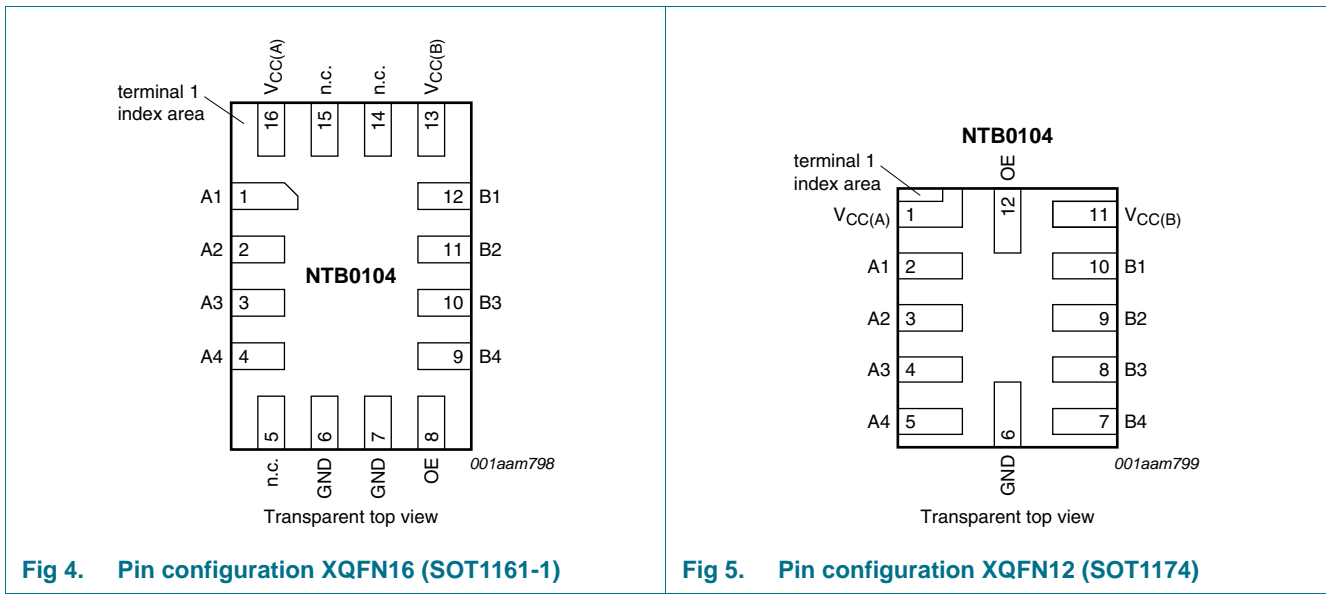 VCC(A)
n.c.
n.c.
VCC(B)
terminal 1
index area
16
15
14
13
A1 1
12 B1
A2 2
11 B2
NTB0104
A3 3
10 B3
A4 4
9 B4
5
6
7
8
n.c.
GND
GND
OE
001aam798
Transparent top view
Fig 4. Pin configuration XQFN16 (SOT1161-1)
NTB0104
terminal 1
index area
OE
VCC(A) 1
12
11 VCC(B)
A1 2
10 B1
A2 3
9 B2
A3 4
8 B3
A4 5
6
7 B4
GND
001aam799
Transparent top view
Fig 5. Pin configuration XQFN12 (SOT1174)